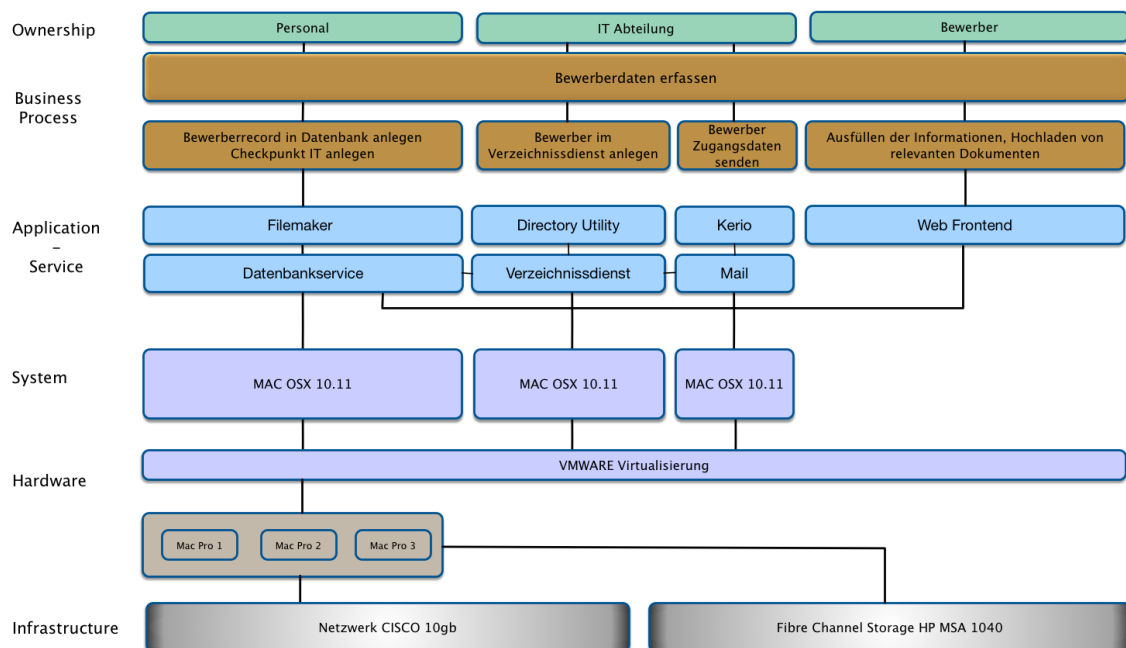 Ownership
Personal
IT Abteilung
Bewerber
Bewerberdaten erfassen
Business
Process
Bewerberrecord in Datenbank anlegen
Checkpunkt IT anlegen
Bewerber im
Verzeichnissdienst anlegen
Bewerber
Zugangsdaten
senden
Ausfüllen der Informationen, Hochladen von
relevanten Dokumenten
Application
–
Service
Filemaker
Directory Utility
Kerio
Web Frontend
Datenbankservice
Verzeichnissdienst
Mail
System
MAC OSX 10.11
MAC OSX 10.11
MAC OSX 10.11
VMWARE Virtualisierung
Hardware
Mac Pro 1
Mac Pro 2
Mac Pro 3
Infrastructure
Netzwerk CISCO 10gb
Fibre Channel Storage HP MSA 1040